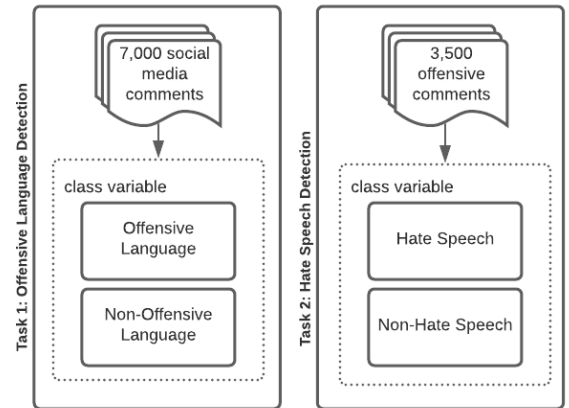 Task 1: Offensive Language Detection
7,000 social
media
comments
class variable
Offensive
Language
Non-Offensive
Language
Task 2: Hate Speech Detection
3,500
offensive
comments
class variable
Hate Speech
Non-Hate Speech